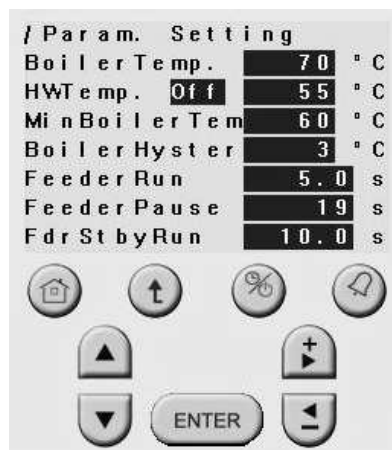 /Param. Setting
BoilerTemp. 70 °C
HWTemp. Off 55 °C
MinBoilerTem 60 °C
BoilerHyster 3 °C
FeederRun 5.0 s
FeederPause 19 s
FdrStbyRun 10.0 s
ENTER